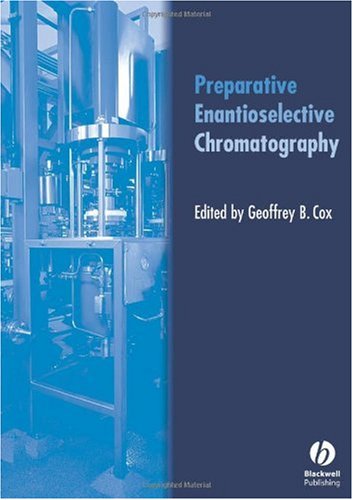 Preparative
Enantioselective
Chromatography
Edited by Geoffrey B. Cox
Blackwell
Publishing